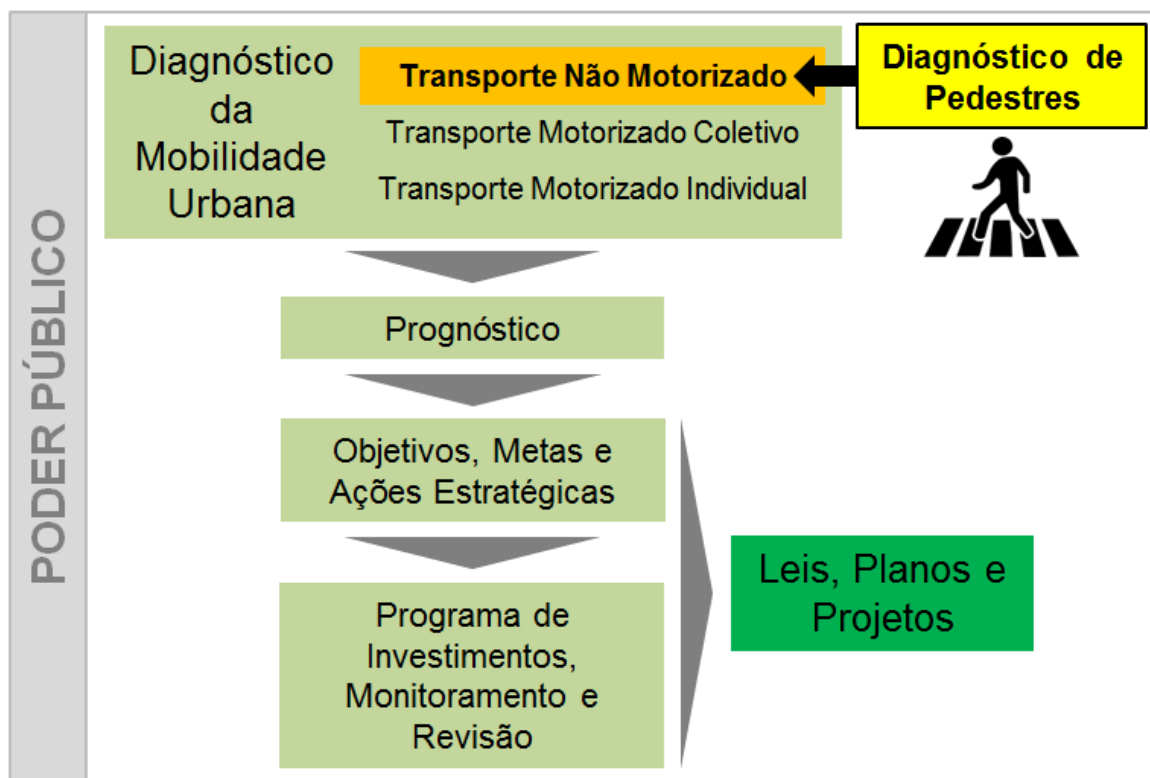 PODER PÚBLICO
Diagnóstico
da
Mobilidade
Urbana
Transporte Não Motorizado
Transporte Motorizado Coletivo
Transporte Motorizado Individual
Diagnóstico de
Pedestres
Prognóstico
Objetivos, Metas e
Ações Estratégicas
Programa de
Investimentos,
Monitoramento e
Revisão
Leis, Planos e
Projetos